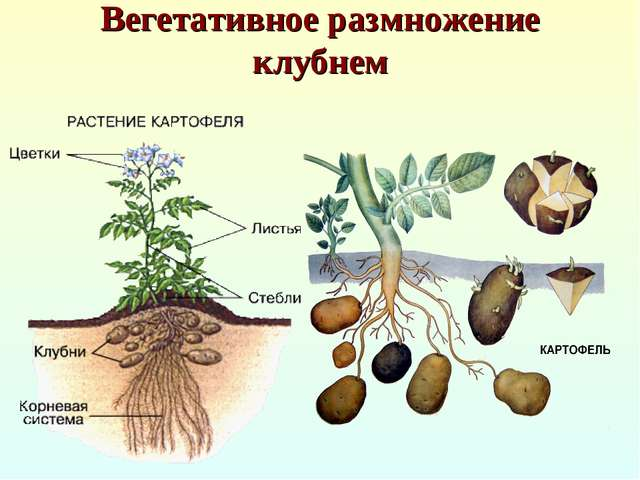 Вегетативное размножение
клубнем
РАСТЕНИЕ КАРТОФЕЛЯ
Цветки
Листья
Стебли
Клубни
Корневая
система
КАРТОФЕЛЬ